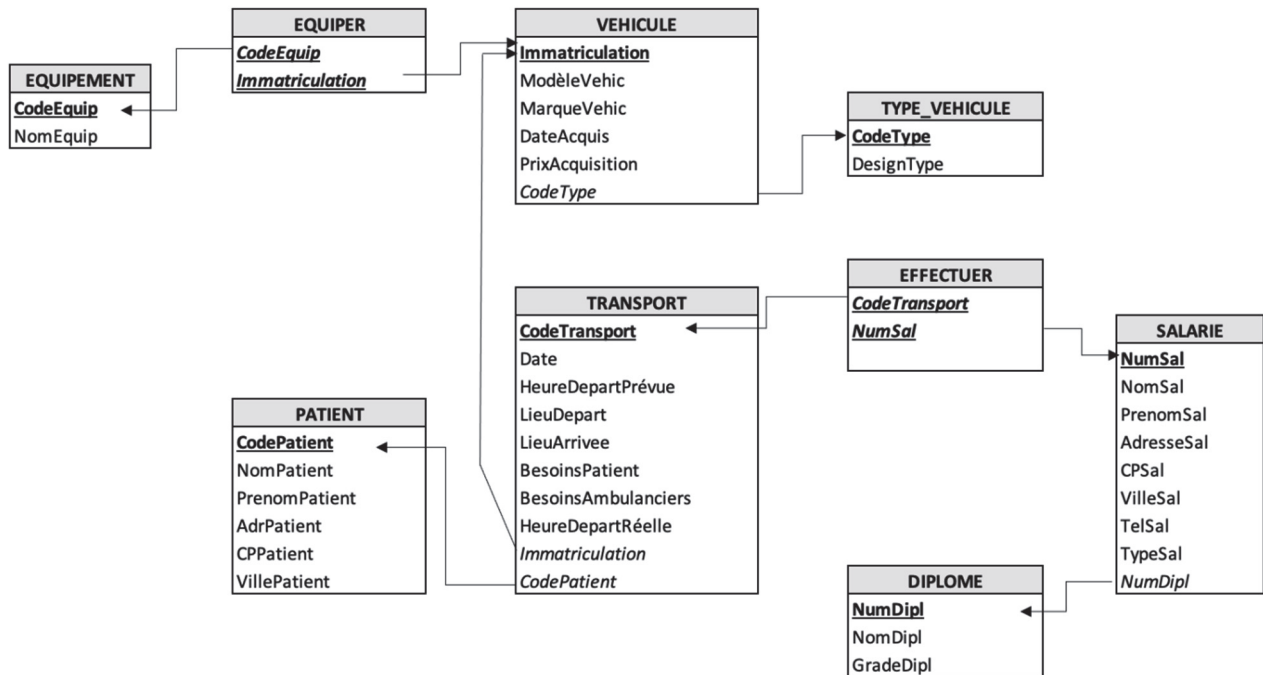 EQUIPER
CodeEquip
Immatriculation
EQUIPEMENT
CodeEquip
NomEquip
VEHICULE
Immatriculation
ModèleVehic
MarqueVehic
DateAcquis
PrixAcquisition
CodeType
TYPE_VEHICULE
CodeType
DesignType
EFFECTUER
CodeTransport
NumSal
TRANSPORT
CodeTransport
Date
HeureDepartPrévue
LieuDepart
LieuArrivee
BesoinsPatient
BesoinsAmbulanciers
HeureDepartRéelle
Immatriculation
CodePatient
SALARIE
NumSal
NomSal
PrenomSal
AdresseSal
CPSal
VilleSal
TelSal
TypeSal
NumDipl
PATIENT
CodePatient
NomPatient
PrenomPatient
AdrPatient
CPPatient
VillePatient
DIPLOME
NumDipl
NomDipl
GradeDipl